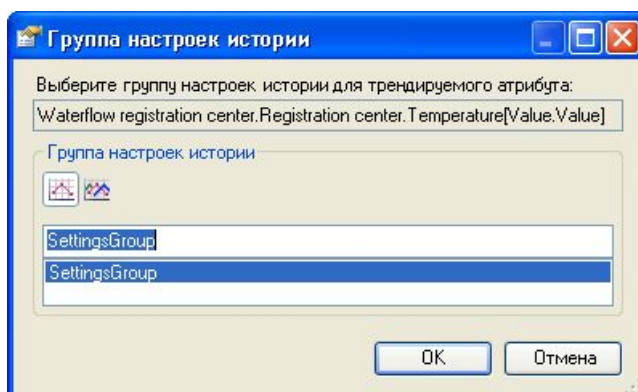 Группа настроек истории
Выберите группу настроек истории для трендируемого атрибута:
Waterflow registration center.Registration center.Temperature[Value.Value]
Группа настроек истории
SettingsGroup
SettingsGroup
OK
Отмена